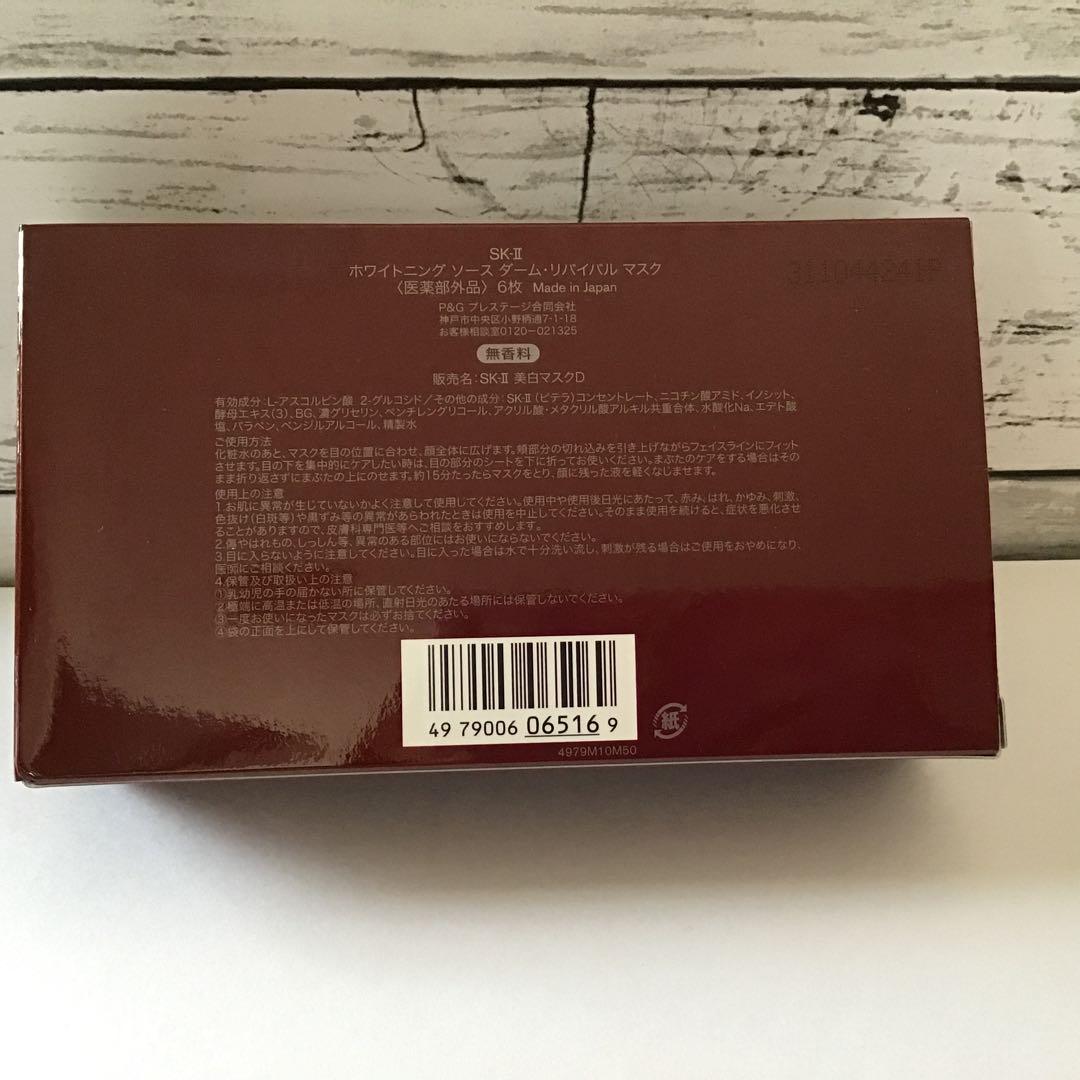 SK-II
ホワイトニング ソース ダーム・リバイバル マスク
〈医薬部外品〉 6枚 Made in Japan
P&G プレステージ合同会社
神戸市中央区小野柄通7-1-18
お客様相談室0120-021325
無香料
販売名:SK-II 美白マスクD
有効成分:L-アスコルビン酸 2-グルコシド/その他の成分:SK-II(ピテラ)コンセントレート、ニコチン酸アミド、イノシット、
酵母エキス(3)、BG、濃グリセリン、ペンチレングリコール、アクリル酸・メタクリル酸アルキル共重合体、水酸化Na、エデト酸
塩、パラベン、ベンジルアルコール、精製水
ご使用方法
化粧水のあと、マスクを目の位置に合わせ、顔全体に広げます。頬部分の切れ込みを引き上げながらフェイスラインにフィット
させます。目の下を集中的にケアしたい時は、目の部分のシートを下に折ってお使いください。まぶたのケアをする場合はその
まま折り返さずにまぶたの上にのせます。約15分たったらマスクをとり、顔に残った液を軽くなじませます。
使用上の注意
1.お肌に異常が生じていないかよく注意して使用してください。使用中や使用後日光にあたって、赤み、はれ、かゆみ、刺激、
色抜け(白斑等)や黒ずみ等の異常があらわれたときは使用を中止してください。そのまま使用を続けると、症状を悪化させ
ることがありますので、皮膚科専門医等へご相談をおすすめします。
2.傷やはれもの、しっしん等、異常のある部位にはお使いにならないでください。
3.目に入らないように注意してください。目に入った場合は水で十分洗い流し、刺激が残る場合はご使用をおやめになり、
医師にご相談ください。
4.保管及び取扱い上の注意
①乳幼児の手の届かない所に保管してください。
②極端に高温または低温の場所、直射日光のあたる場所には保管しないでください。
③一度お使いになったマスクは必ずお捨てください。
④袋の正面を上にして保管してください。
49 79006 06516 9
紙
4979M10M50